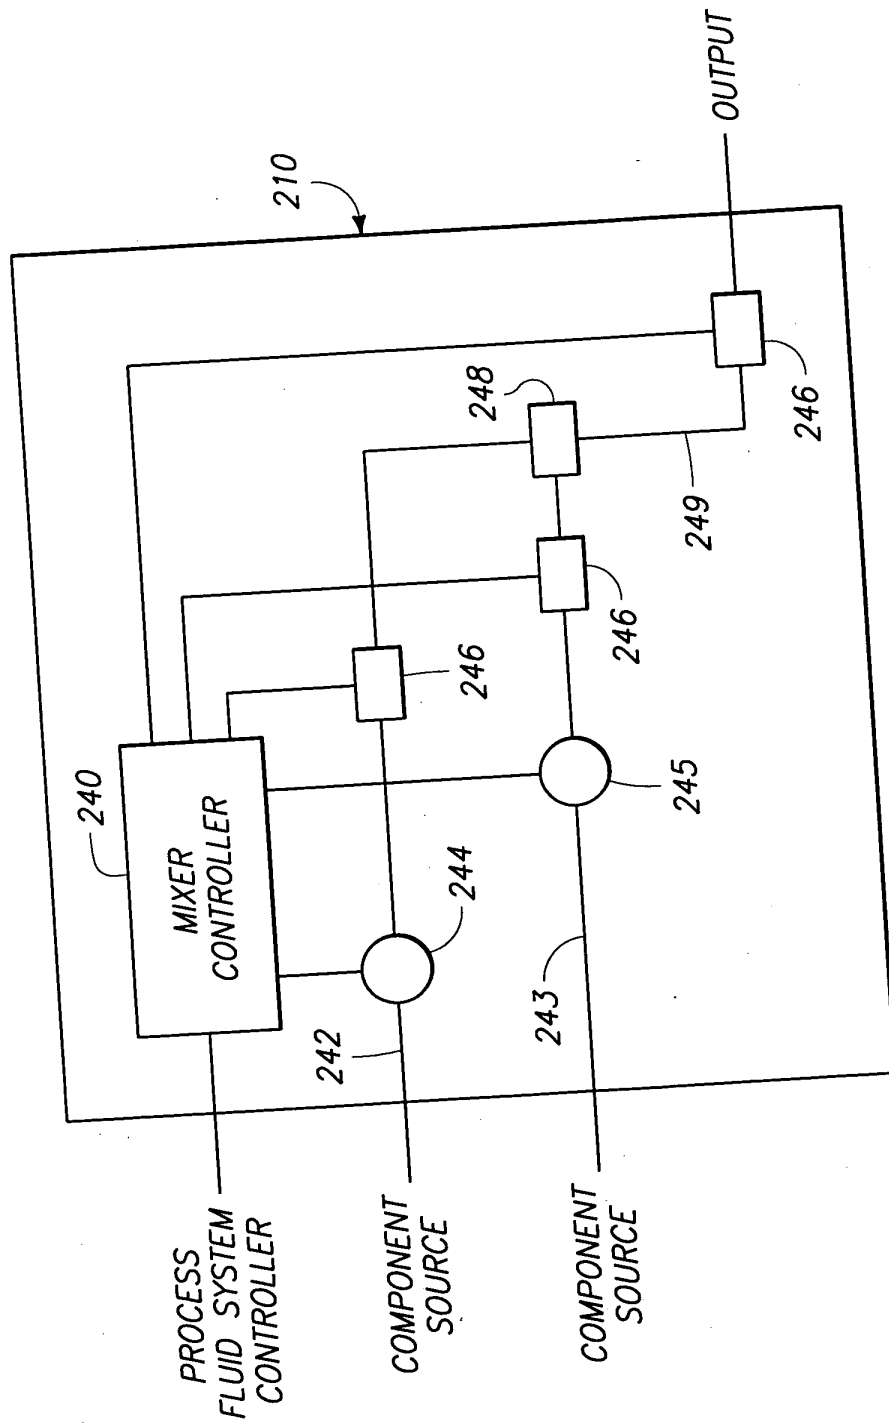 210
OUTPUT
240
MIXER
CONTROLLER
248
246
249
246
246
244
245
242
243
PROCESS
FLUID SYSTEM
CONTROLLER
COMPONENT
SOURCE
COMPONENT
SOURCE